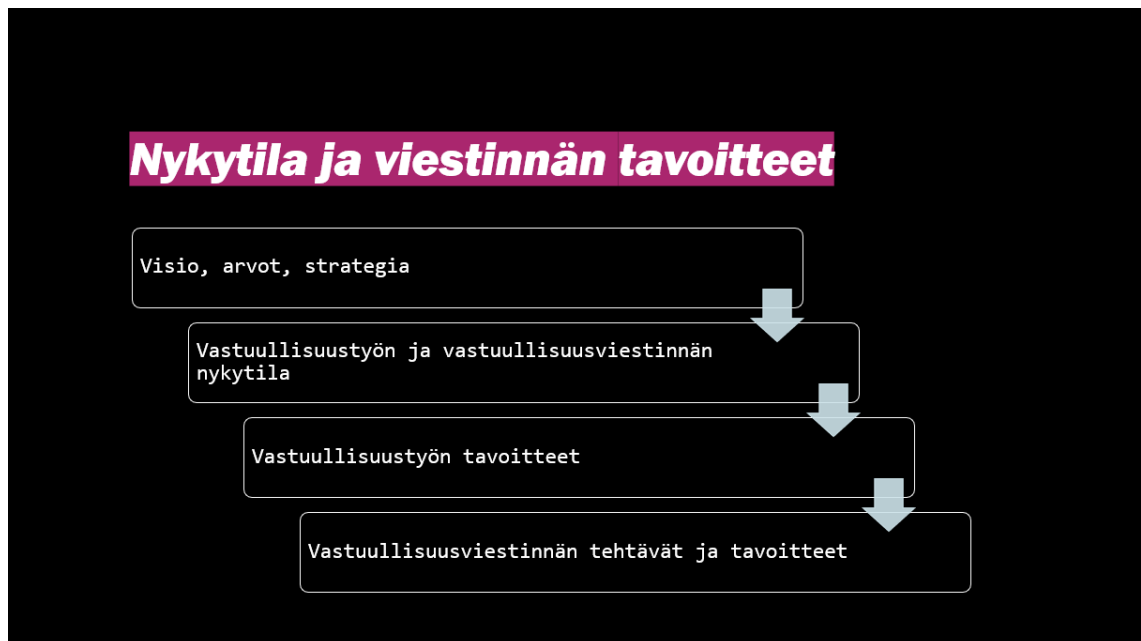 Nykytila ja viestinnän tavoitteet
Visio, arvot, strategia
Vastuullisuustyön ja vastuullisuusviestinnän
nykytila
Vastuullisuustyön tavoitteet
Vastuullisuusviestinnän tehtävät ja tavoitteet